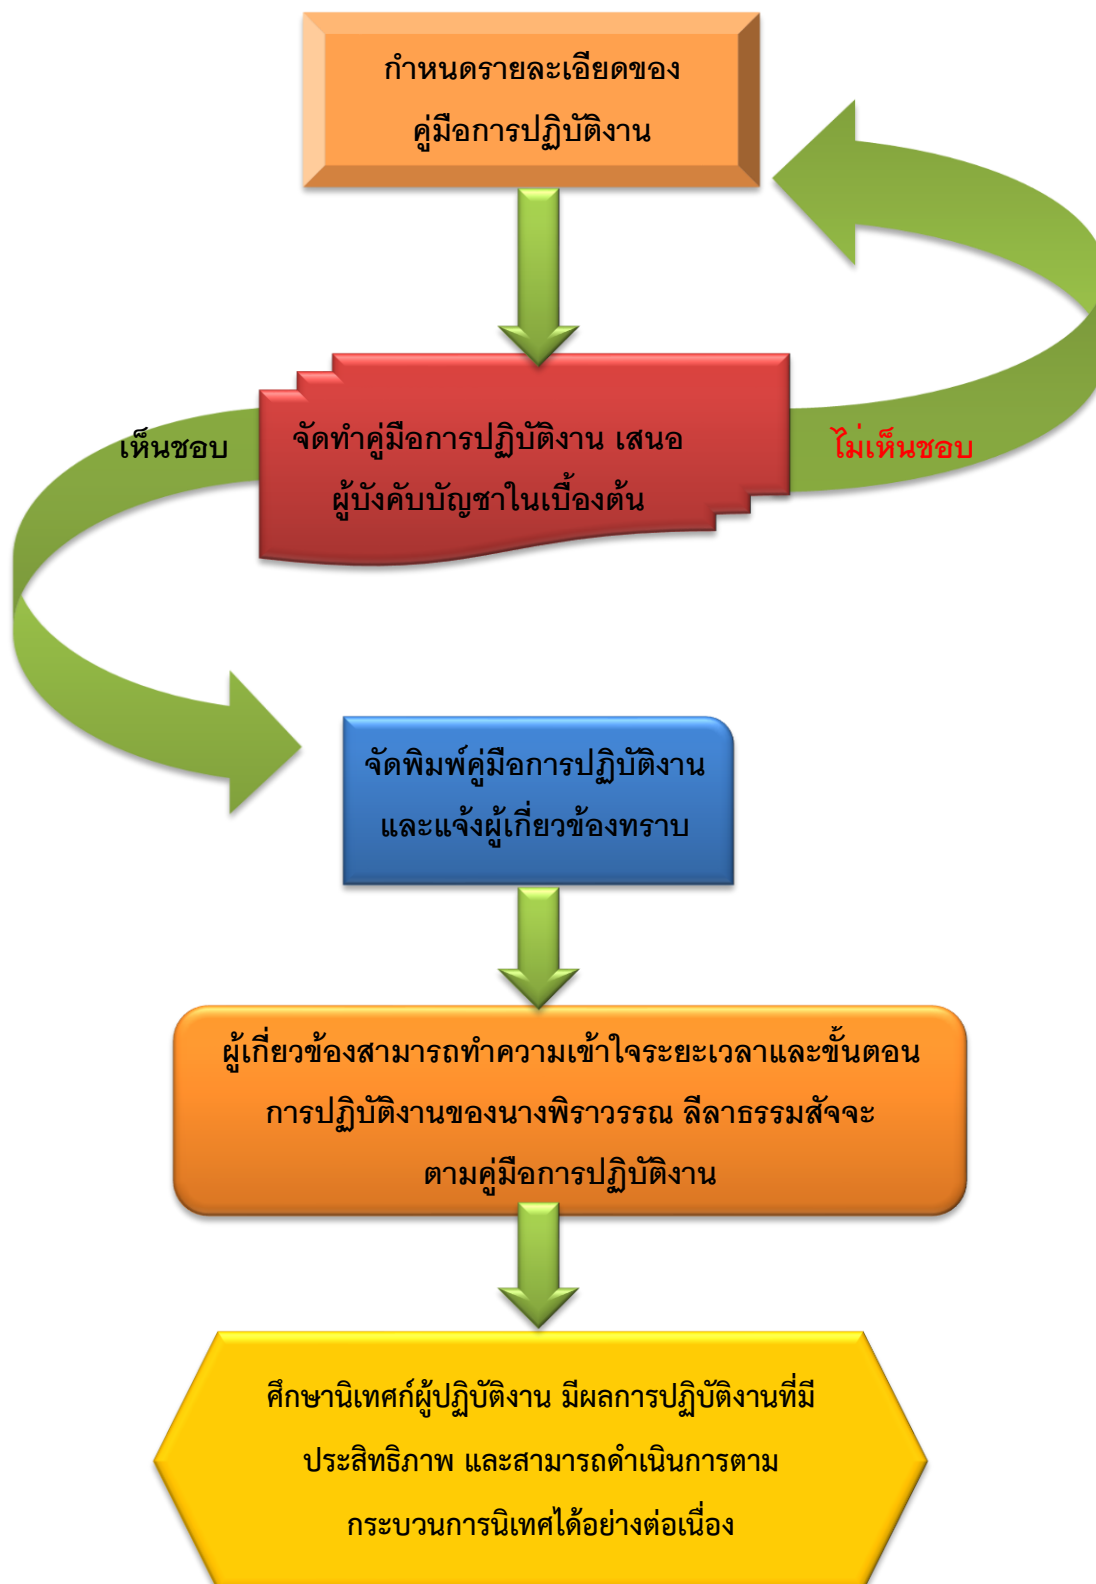 กำหนดรายละเอียดของ
คู่มือการปฏิบัติงาน
เห็นชอบ
จัดทำคู่มือการปฏิบัติงาน เสนอ
ผู้บังคับบัญชาในเบื้องต้น
ไม่เห็นชอบ
จัดพิมพ์คู่มือการปฏิบัติงาน
และแจ้งผู้เกี่ยวข้องทราบ
ผู้เกี่ยวข้องสามารถทำความเข้าใจระยะเวลาและขั้นตอน
การปฏิบัติงานของนางพิราวรรณ ลีลาธรรมสัจจะ
ตามคู่มือการปฏิบัติงาน
ศึกษานิเทศก์ผู้ปฏิบัติงาน มีผลการปฏิบัติงานที่มี
ประสิทธิภาพ และสามารถดำเนินการตาม
กระบวนการนิเทศได้อย่างต่อเนื่อง